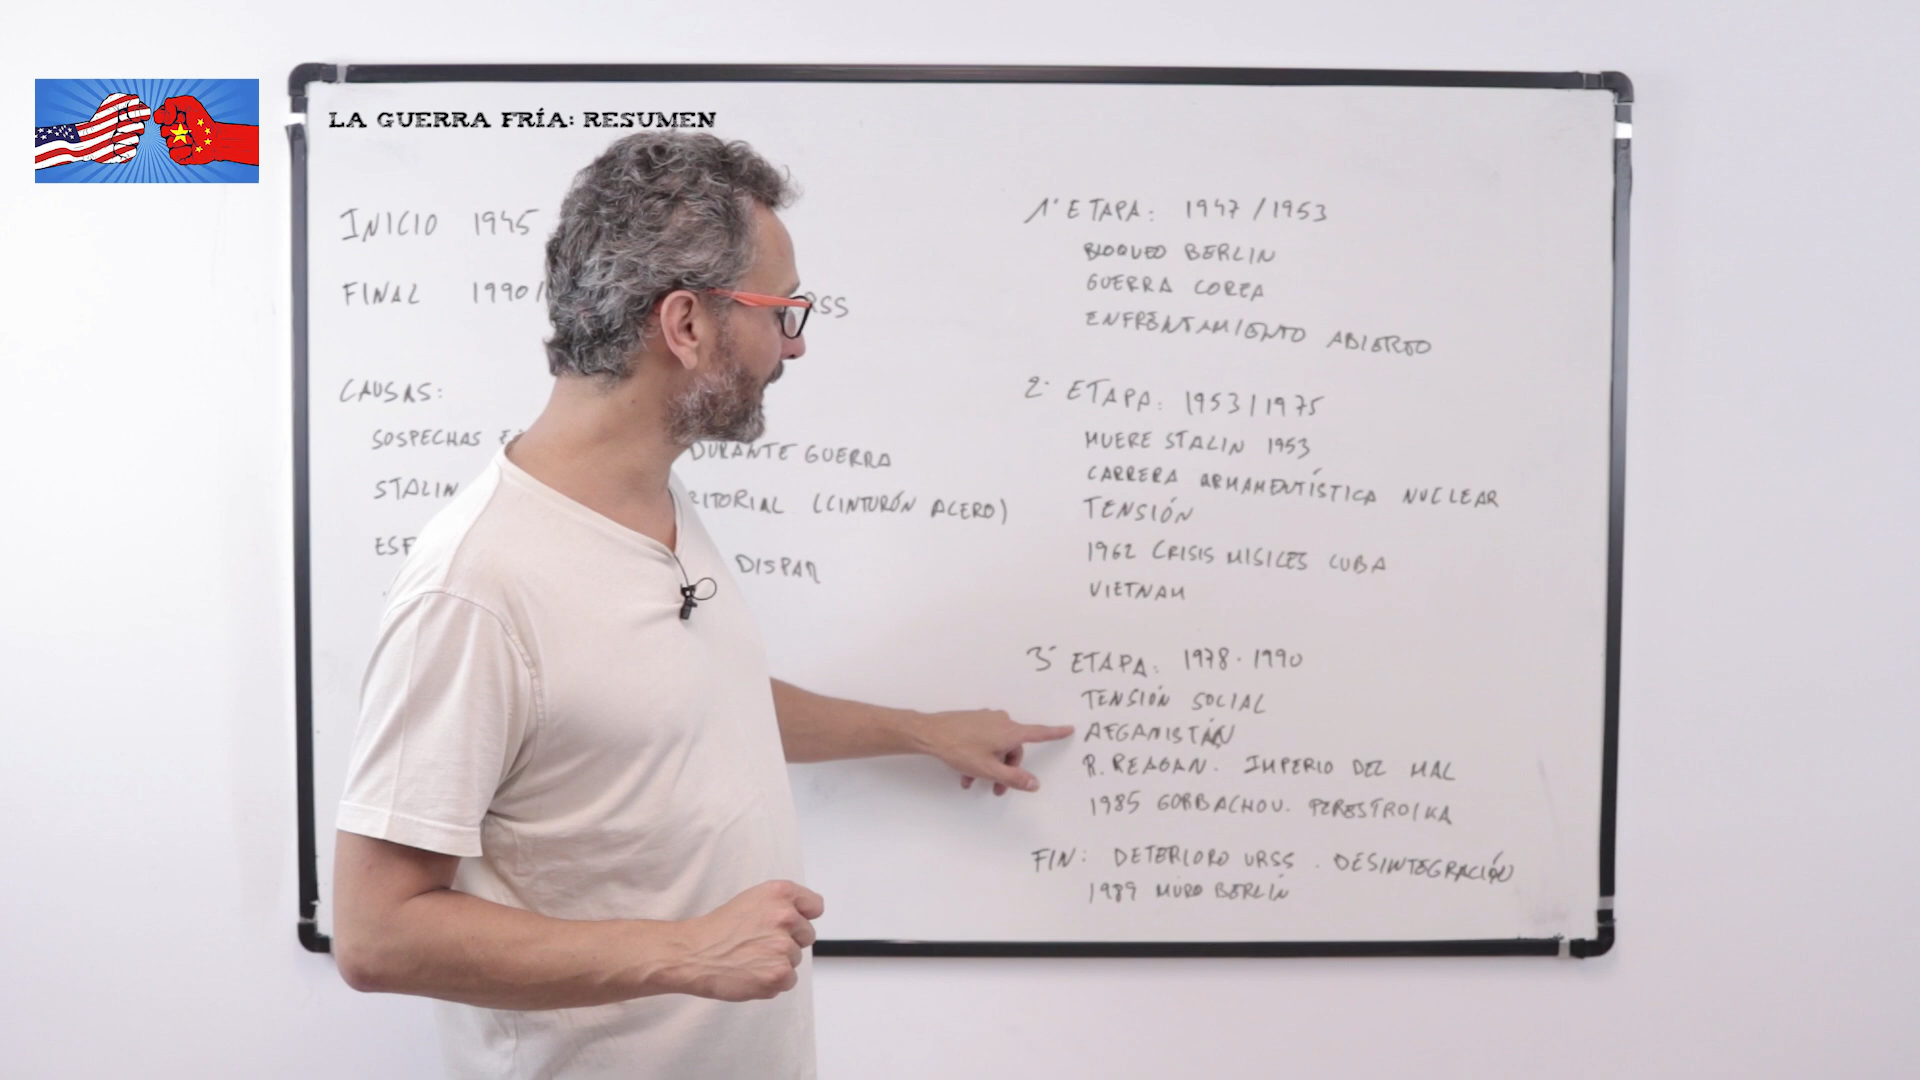 LA GUERRA FRÍA: RESUMEN
INICIO 1945
FINAL 1990/ RSS
CAUSAS:
SOSPECHAS DURANTE GUERRA
STALIN RITORIAL (CINTURÓN ACERO)
ESF DISPAR
1ª ETAPA: 1947/1953
BLOQUEO BERLIN
GUERRA COREA
ENFRENTAMIENTO ABIERTO
2ª ETAPA: 1953/1975
MUERE STALIN 1953
CARRERA ARMAMENTÍSTICA NUCLEAR
TENSIÓN
1962 CRISIS MISILES CUBA
VIETNAM
3ª ETAPA: 1978-1990
TENSIÓN SOCIAL
AFGANISTÁN
R. REAGAN. IMPERIO DEL MAL
1985 GORBACHOV. PERESTROIKA
FIN: DETERIORO URSS. DESINTEGRACIÓN
1989 MURO BERLIN